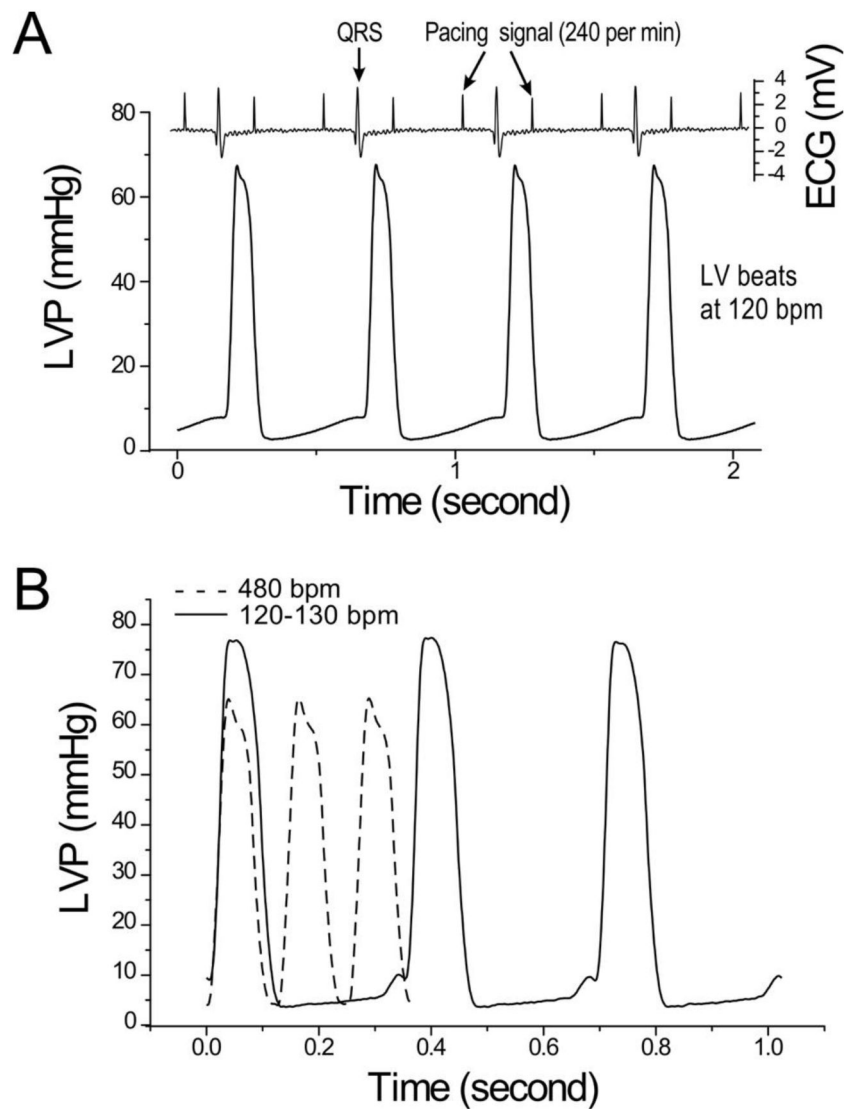 A
QRS
Pacing signal (240 per min)
80
60
40
20
0
LVP (mmHg)
4
2
0
-2
-4
ECG (mV)
LV beats
at 120 bpm
0
1
2
Time (second)
B
480 bpm
120-130 bpm
80
70
60
50
40
30
20
10
0
LVP (mmHg)
0.0
0.2
0.4
0.6
0.8
1.0
Time (second)